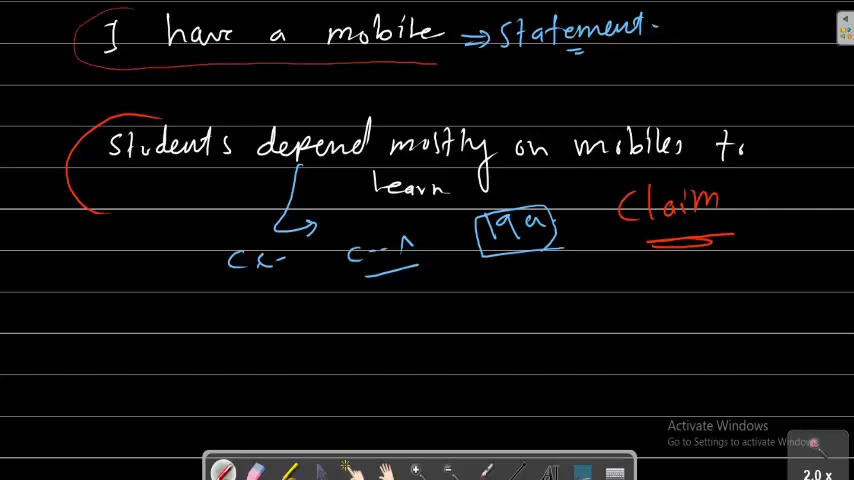 I have a mobile ⇒ Statement.
Students depend mostly on mobiles to
learn
Claim
Activate Windows
Go to Settings to activate Windows.
2.0 x